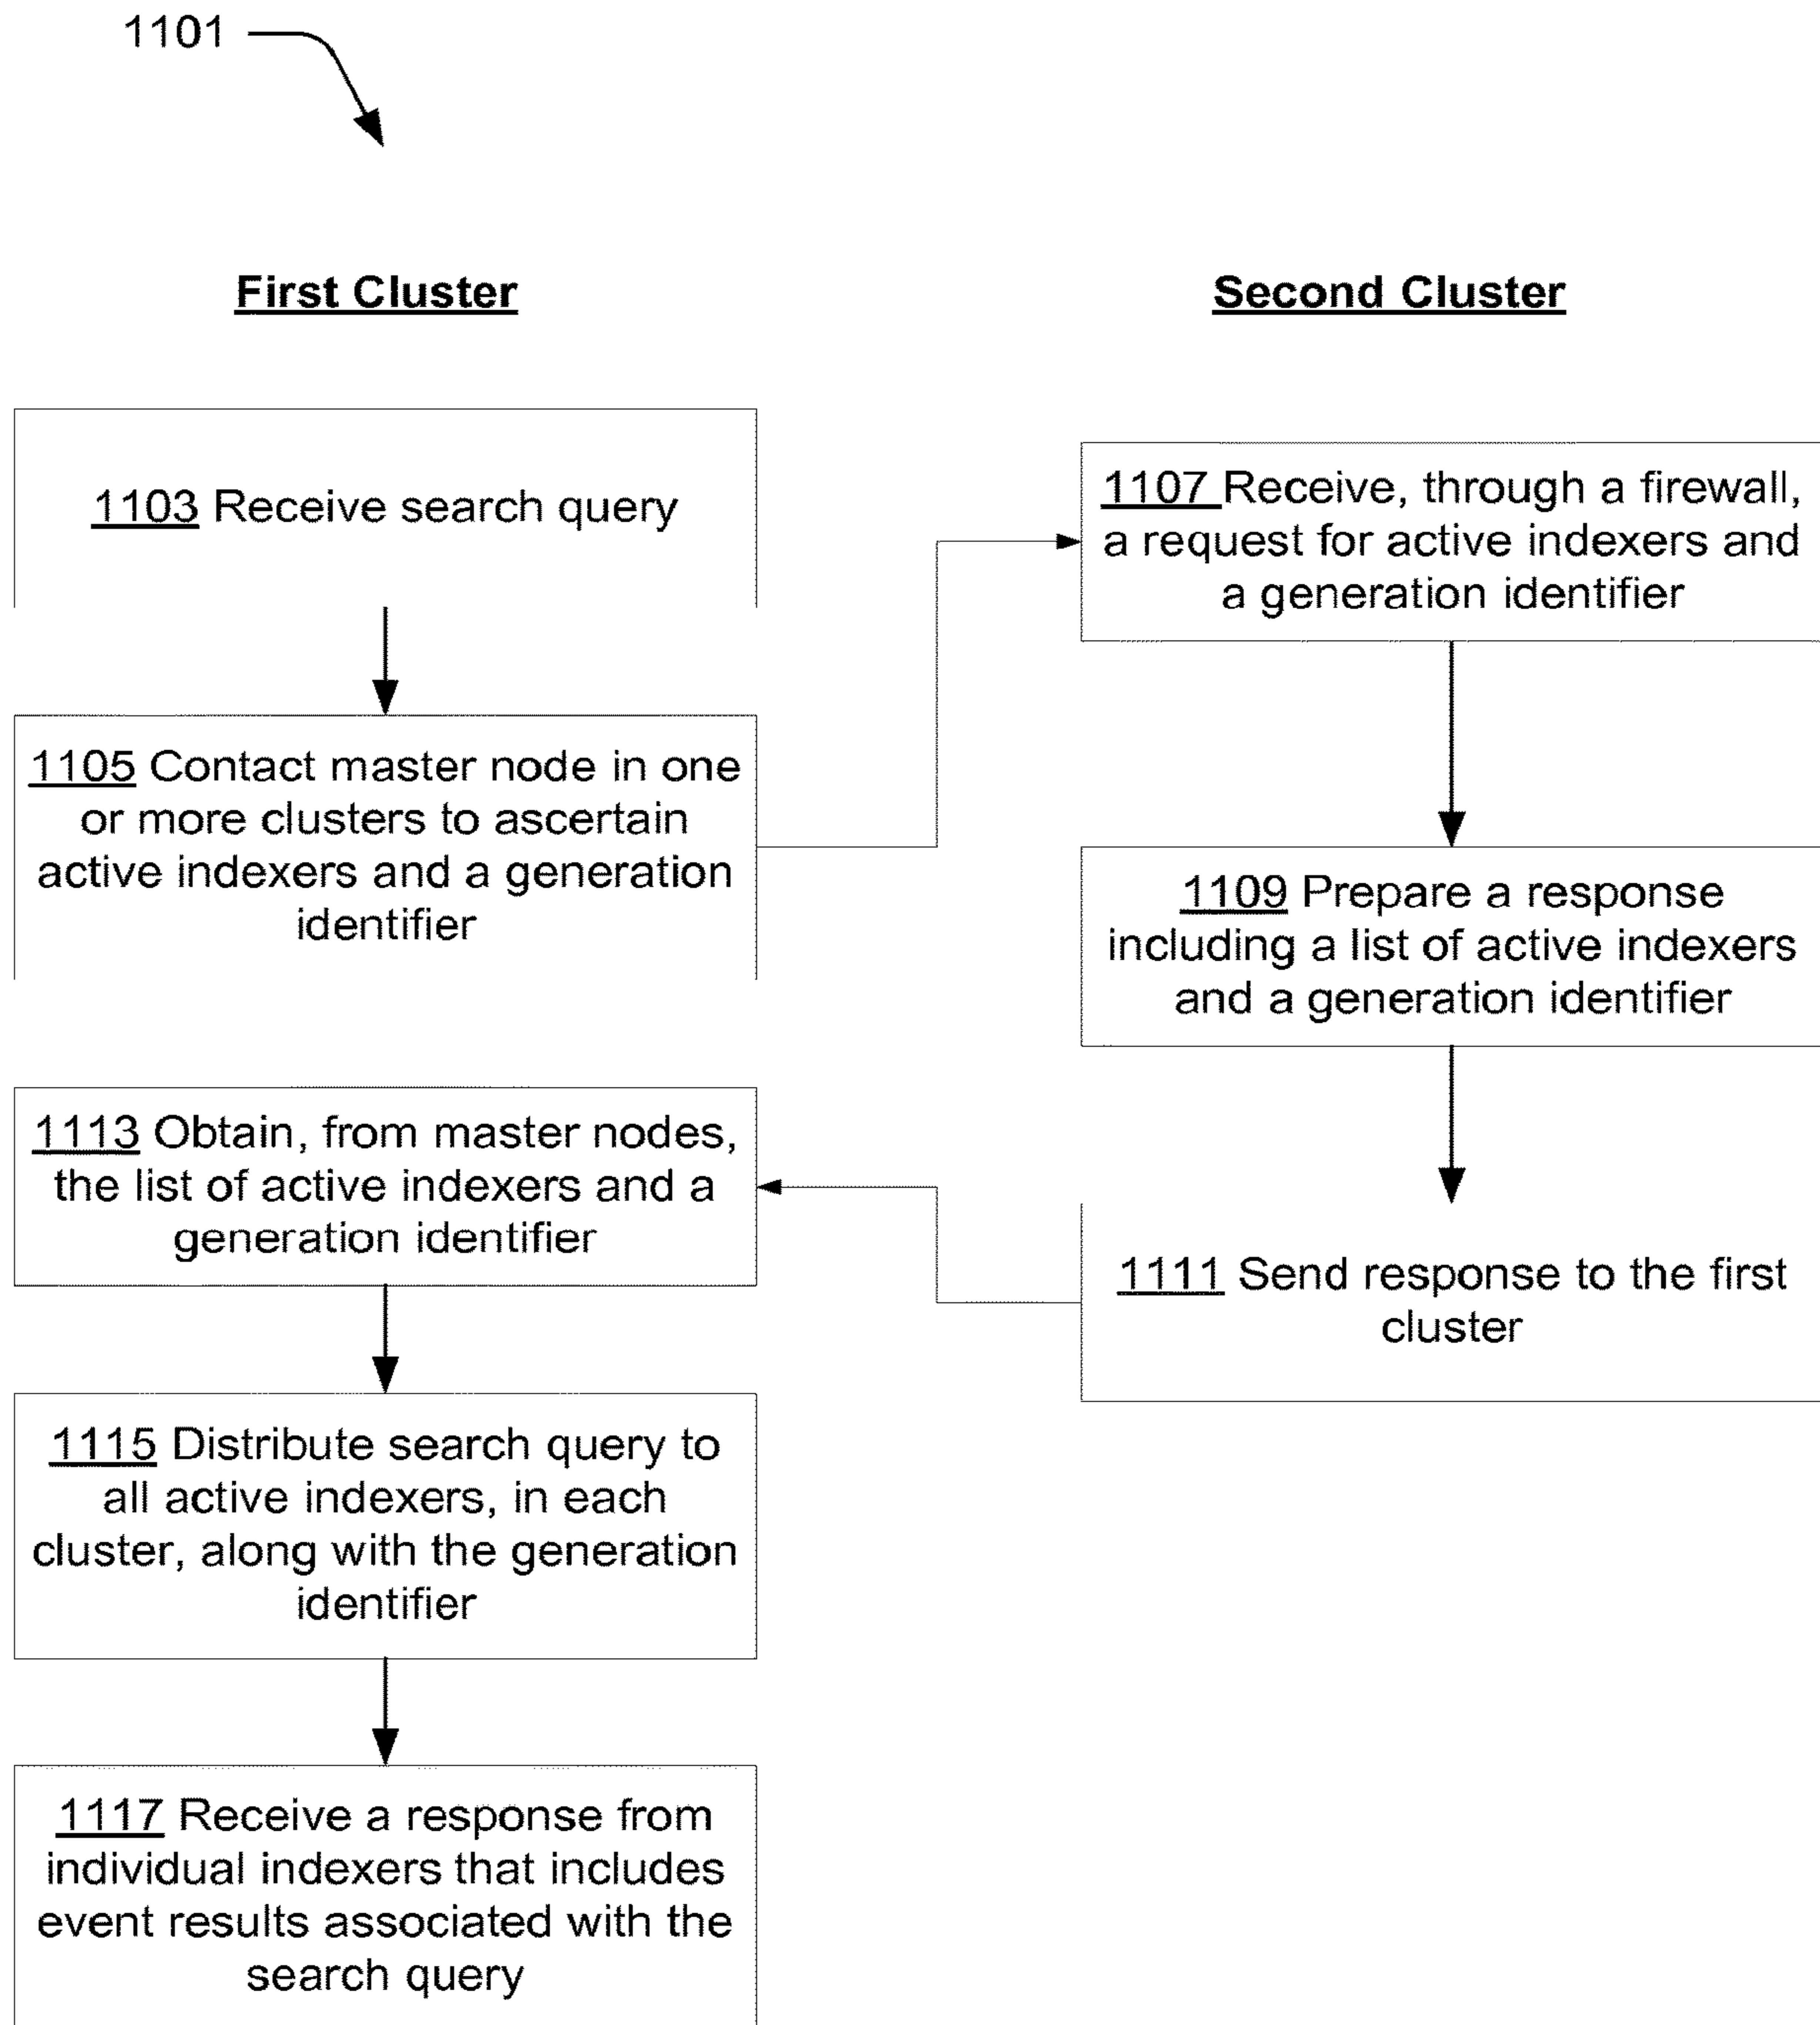 1101
First Cluster
Second Cluster
1103 Receive search query
1105 Contact master node in one
or more clusters to ascertain
active indexers and a generation
identifier
1107 Receive, through a firewall,
a request for active indexers and
a generation identifier
1109 Prepare a response
including a list of active indexers
and a generation identifier
1111 Send response to the first
cluster
1113 Obtain, from master nodes,
the list of active indexers and a
generation identifier
1115 Distribute search query to
all active indexers, in each
cluster, along with the generation
identifier
1117 Receive a response from
individual indexers that includes
event results associated with the
search query